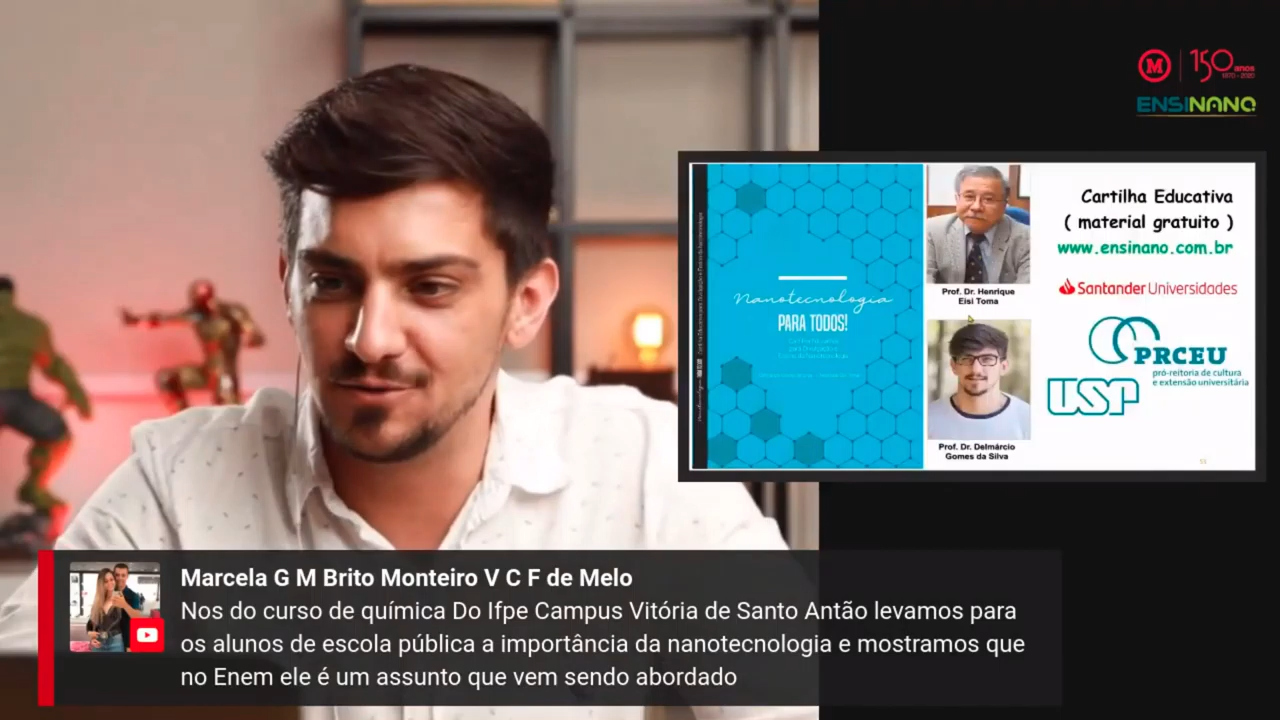 M 150 anos
1870 - 2020
ENSINANO
Nanotecnologia
PARA TODOS!
Prof. Dr. Henrique
Eisi Toma
Prof. Dr. Delmárcio
Gomes da Silva
Cartilha Educativa
( material gratuito )
www.ensinano.com.br
Santander Universidades
PRCEU
pró-reitoria de cultura
e extensão universitária
USP
Marcela G M Brito Monteiro V C F de Melo
Nos do curso de química Do Ifpe Campus Vitória de Santo Antão levamos para
os alunos de escola pública a importância da nanotecnologia e mostramos que
no Enem ele é um assunto que vem sendo abordado